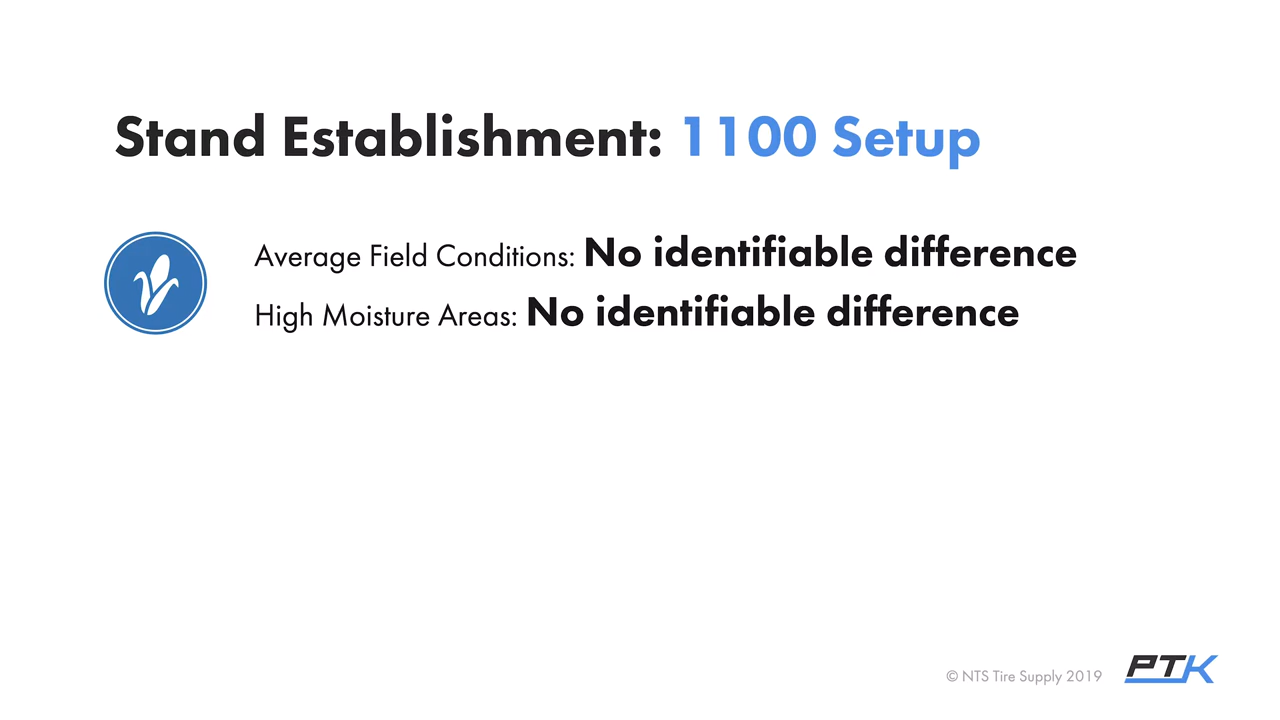 Stand Establishment: 1100 Setup
Average Field Conditions: No identifiable difference
High Moisture Areas: No identifiable difference
© NTS Tire Supply 2019
PTK